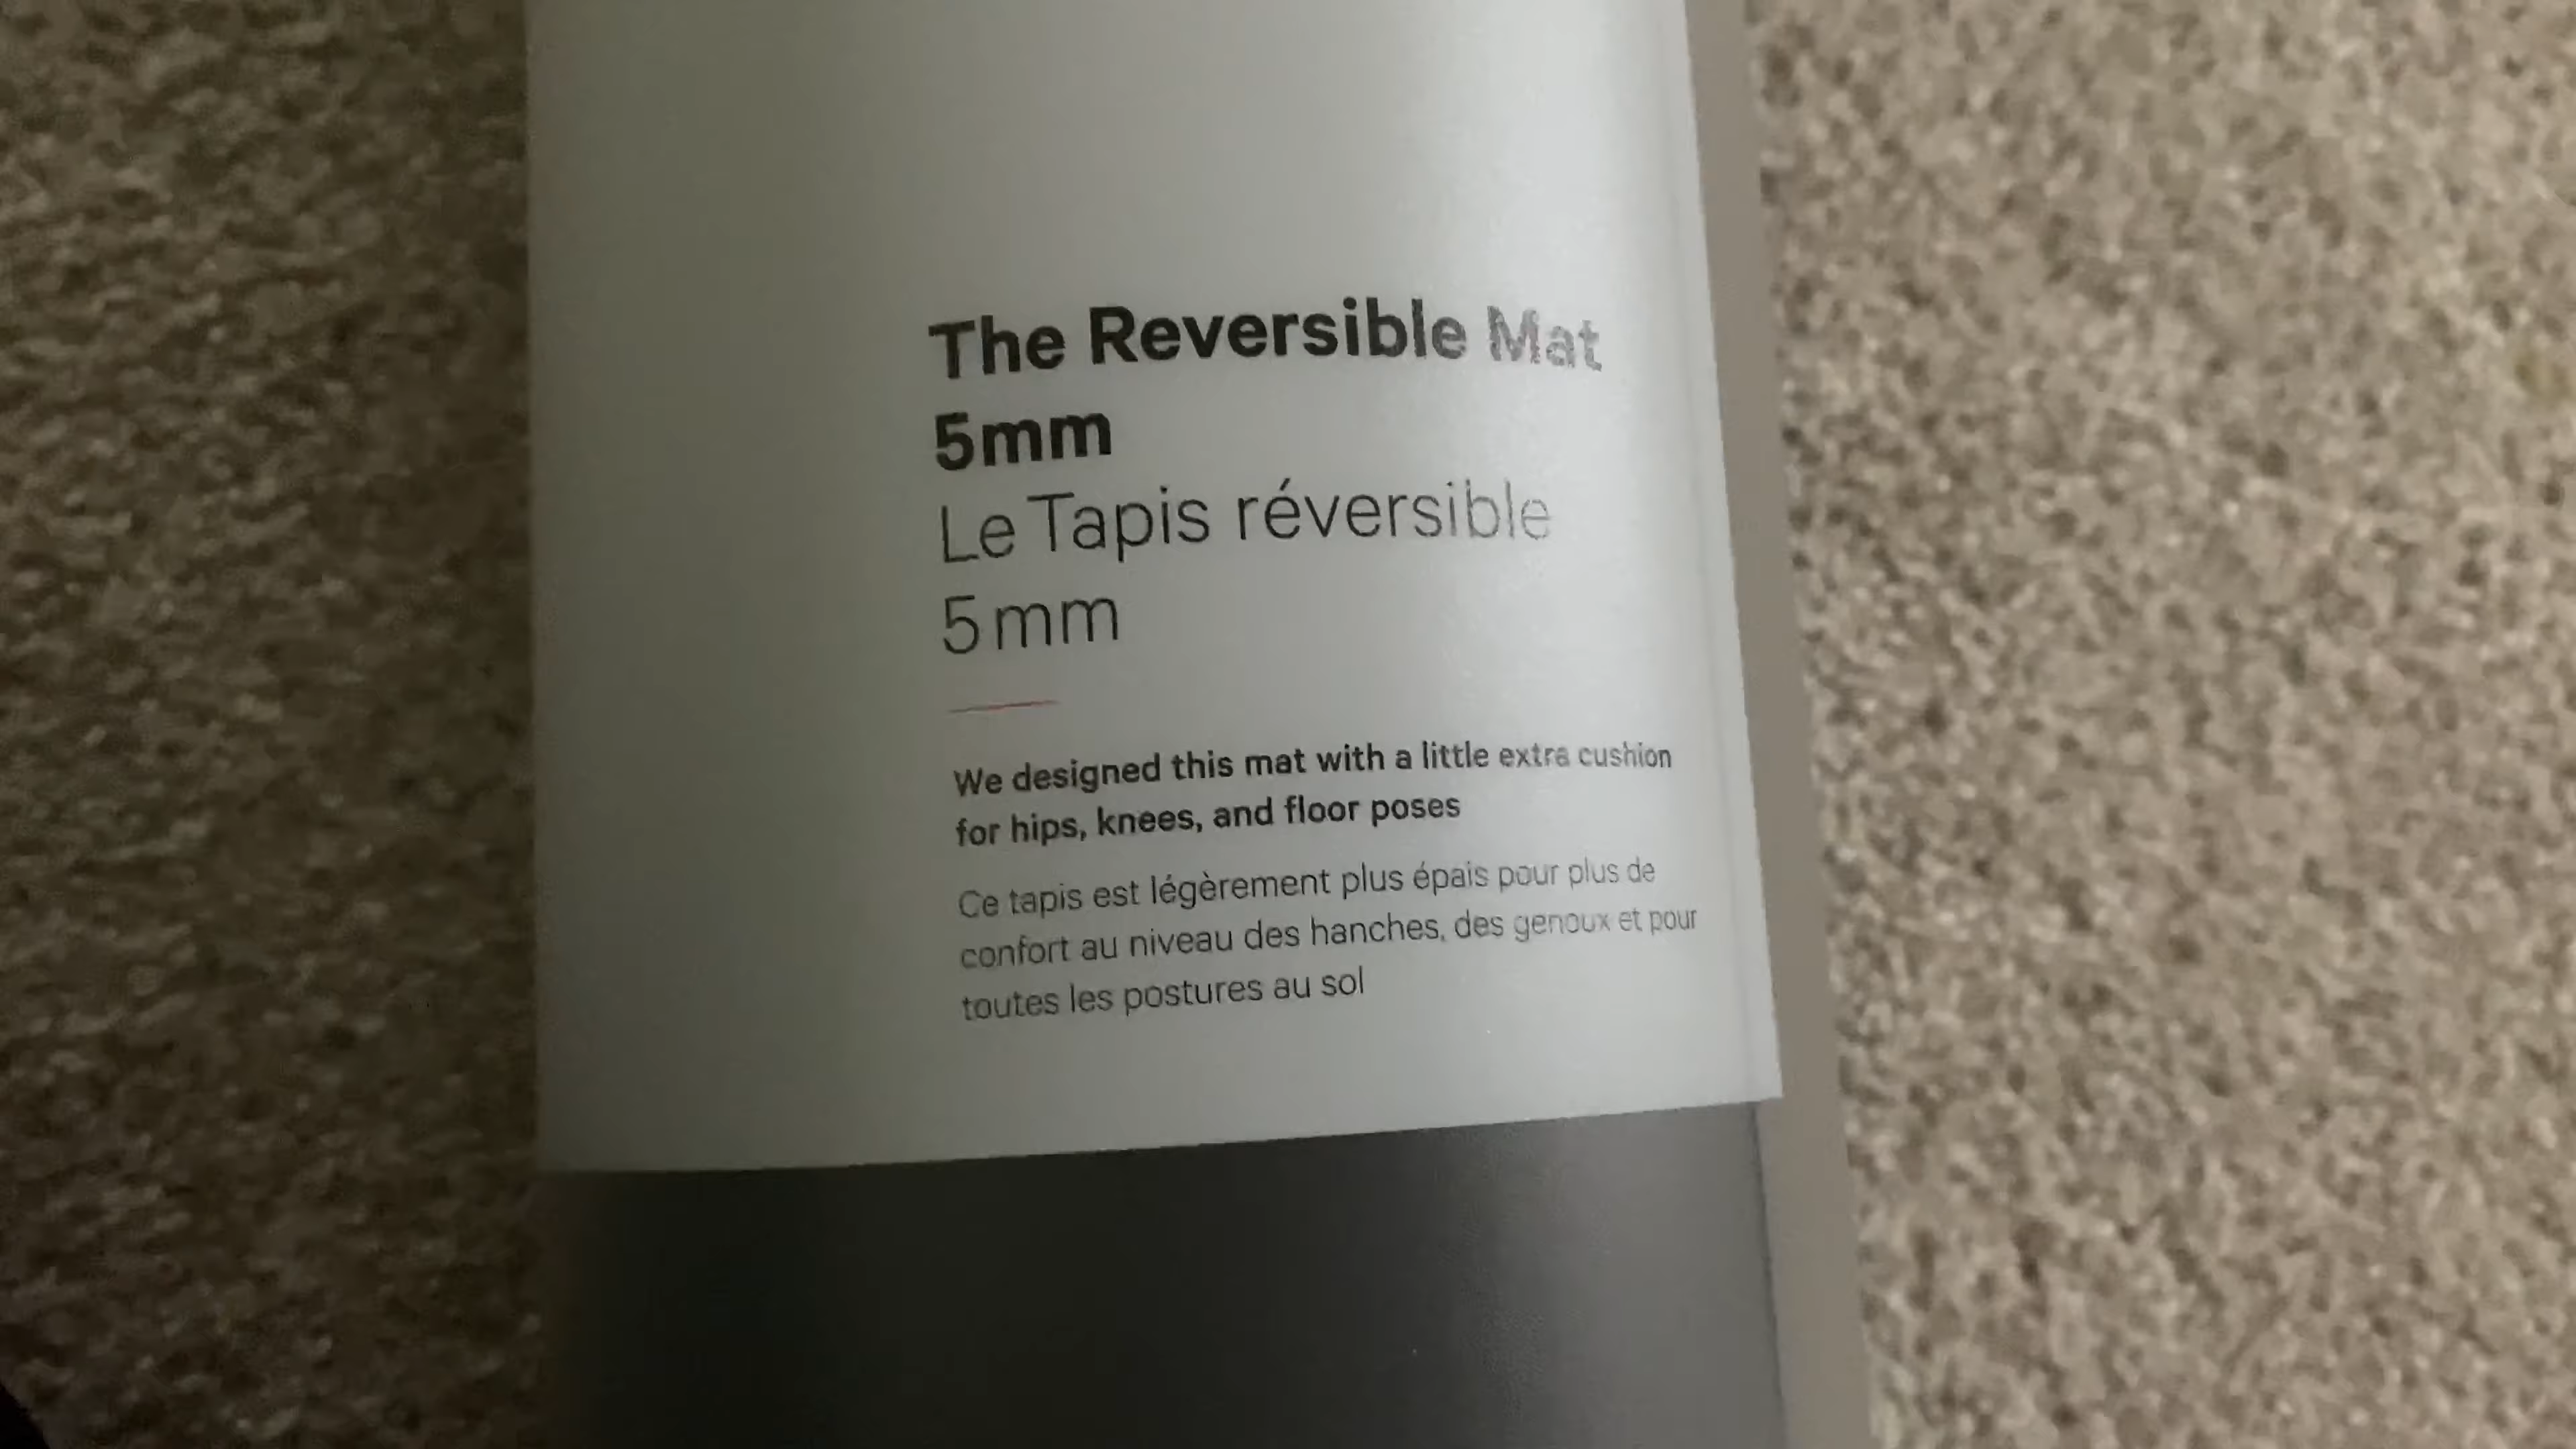 The Reversible Mat
5mm
Le Tapis réversible
5 mm
We designed this mat with a little extra cushion
for hips, knees, and floor poses
Ce tapis est légèrement plus épais pour plus de
confort au niveau des hanches, des genoux et pour
toutes les postures au sol